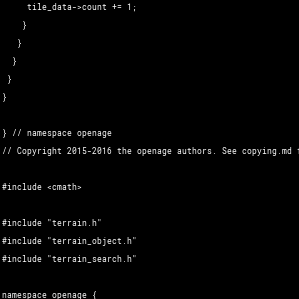 tile_data->count += 1;
}
}
}
}
}
} // namespace openage
// Copyright 2015-2016 the openage authors. See copying.md
#include <cmath>
#include "terrain.h"
#include "terrain_object.h"
#include "terrain_search.h"
namespace openage {